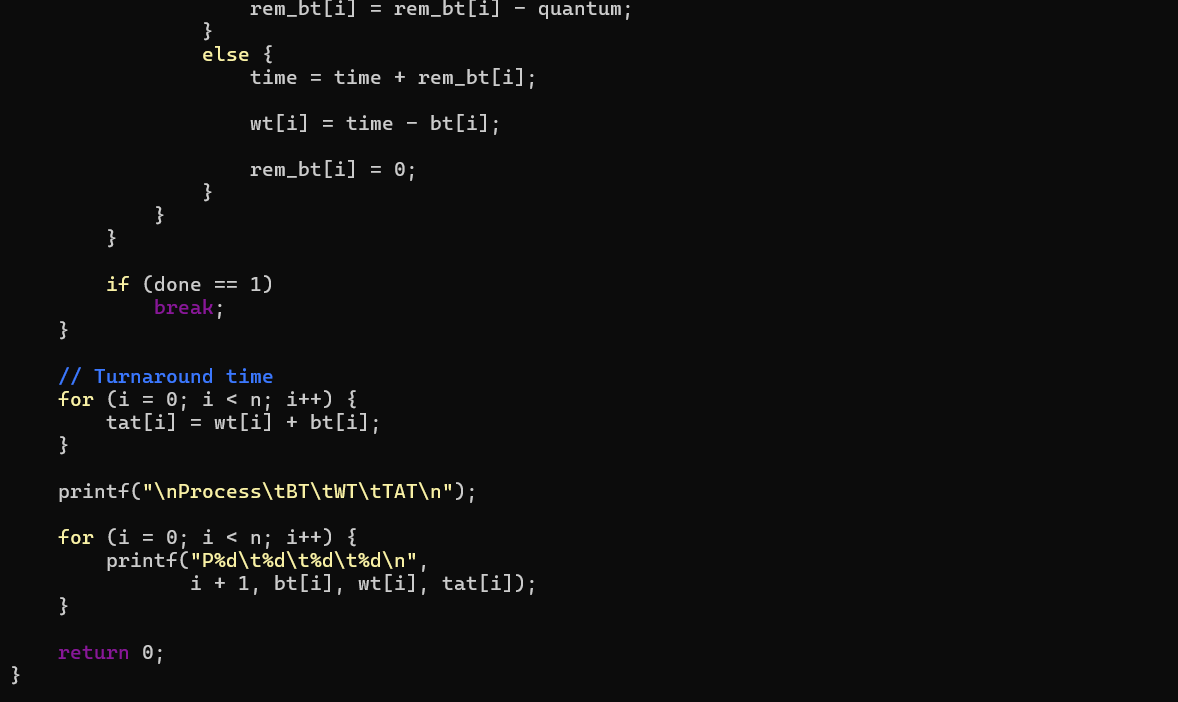 rem_bt[i] = rem_bt[i] - quantum;
                }
                else {
                    time = time + rem_bt[i];

                    wt[i] = time - bt[i];

                    rem_bt[i] = 0;
                }
            }
        }

        if (done == 1)
            break;
    }

    // Turnaround time
    for (i = 0; i < n; i++) {
        tat[i] = wt[i] + bt[i];
    }

    printf("\nProcess\tBT\tWT\tTAT\n");

    for (i = 0; i < n; i++) {
        printf("P%d\t%d\t%d\t%d\n",
               i + 1, bt[i], wt[i], tat[i]);
    }

    return 0;
}